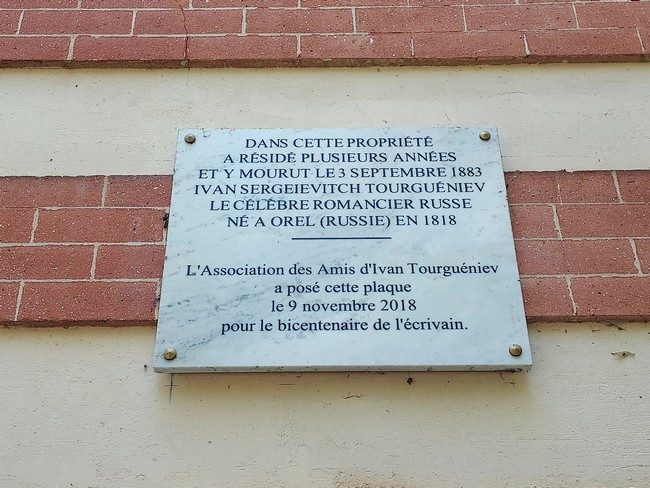 DANS CETTE PROPRIÉTÉ
A RÉSIDÉ PLUSIEURS ANNÉES
ET Y MOURUT LE 3 SEPTEMBRE 1883
IVAN SERGEIEVITCH TOURGUÉNIEV
LE CÉLÈBRE ROMANCIER RUSSE
NÉ A OREL (RUSSIE) EN 1818
L'Association des Amis d'Ivan Tourguéniev
a posé cette plaque
le 9 novembre 2018
pour le bicentenaire de l'écrivain.